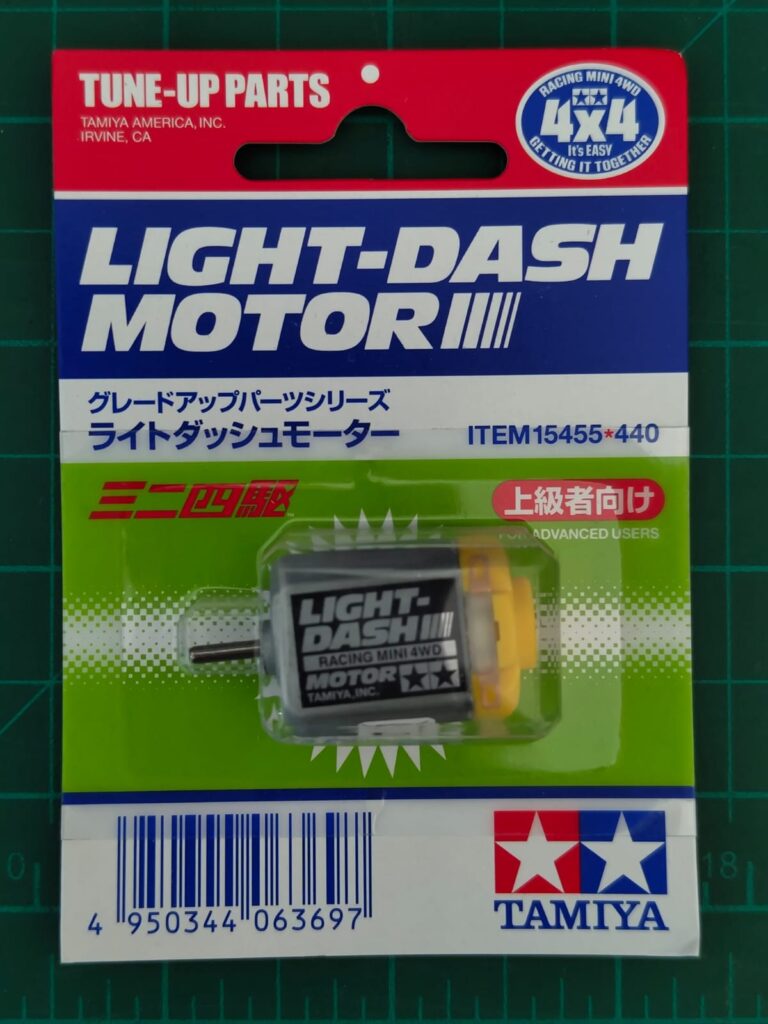 TUNE-UP PARTS
TAMIYA AMERICA, INC.
IRVINE, CA
RACING MINI 4WD
4x4
It's EASY
GETTING IT TOGETHER
LIGHT-DASH
MOTOR
グレードアップパーツシリーズ
ライトダッシュモーター
ITEM 15455*440
ミニ四駆
上級者向け
FOR ADVANCED USERS
LIGHT-
DASH
RACING MINI 4WD
MOTOR
TAMIYA, INC.
4 950344 063697
TAMIYA
0
18